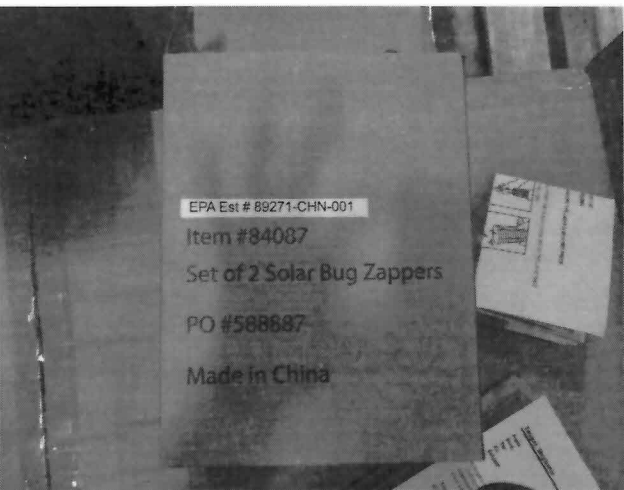 EPA Est # 89271-CHN-001
Item #84087
Set of 2 Solar Bug Zappers
PO #588887
Made in China